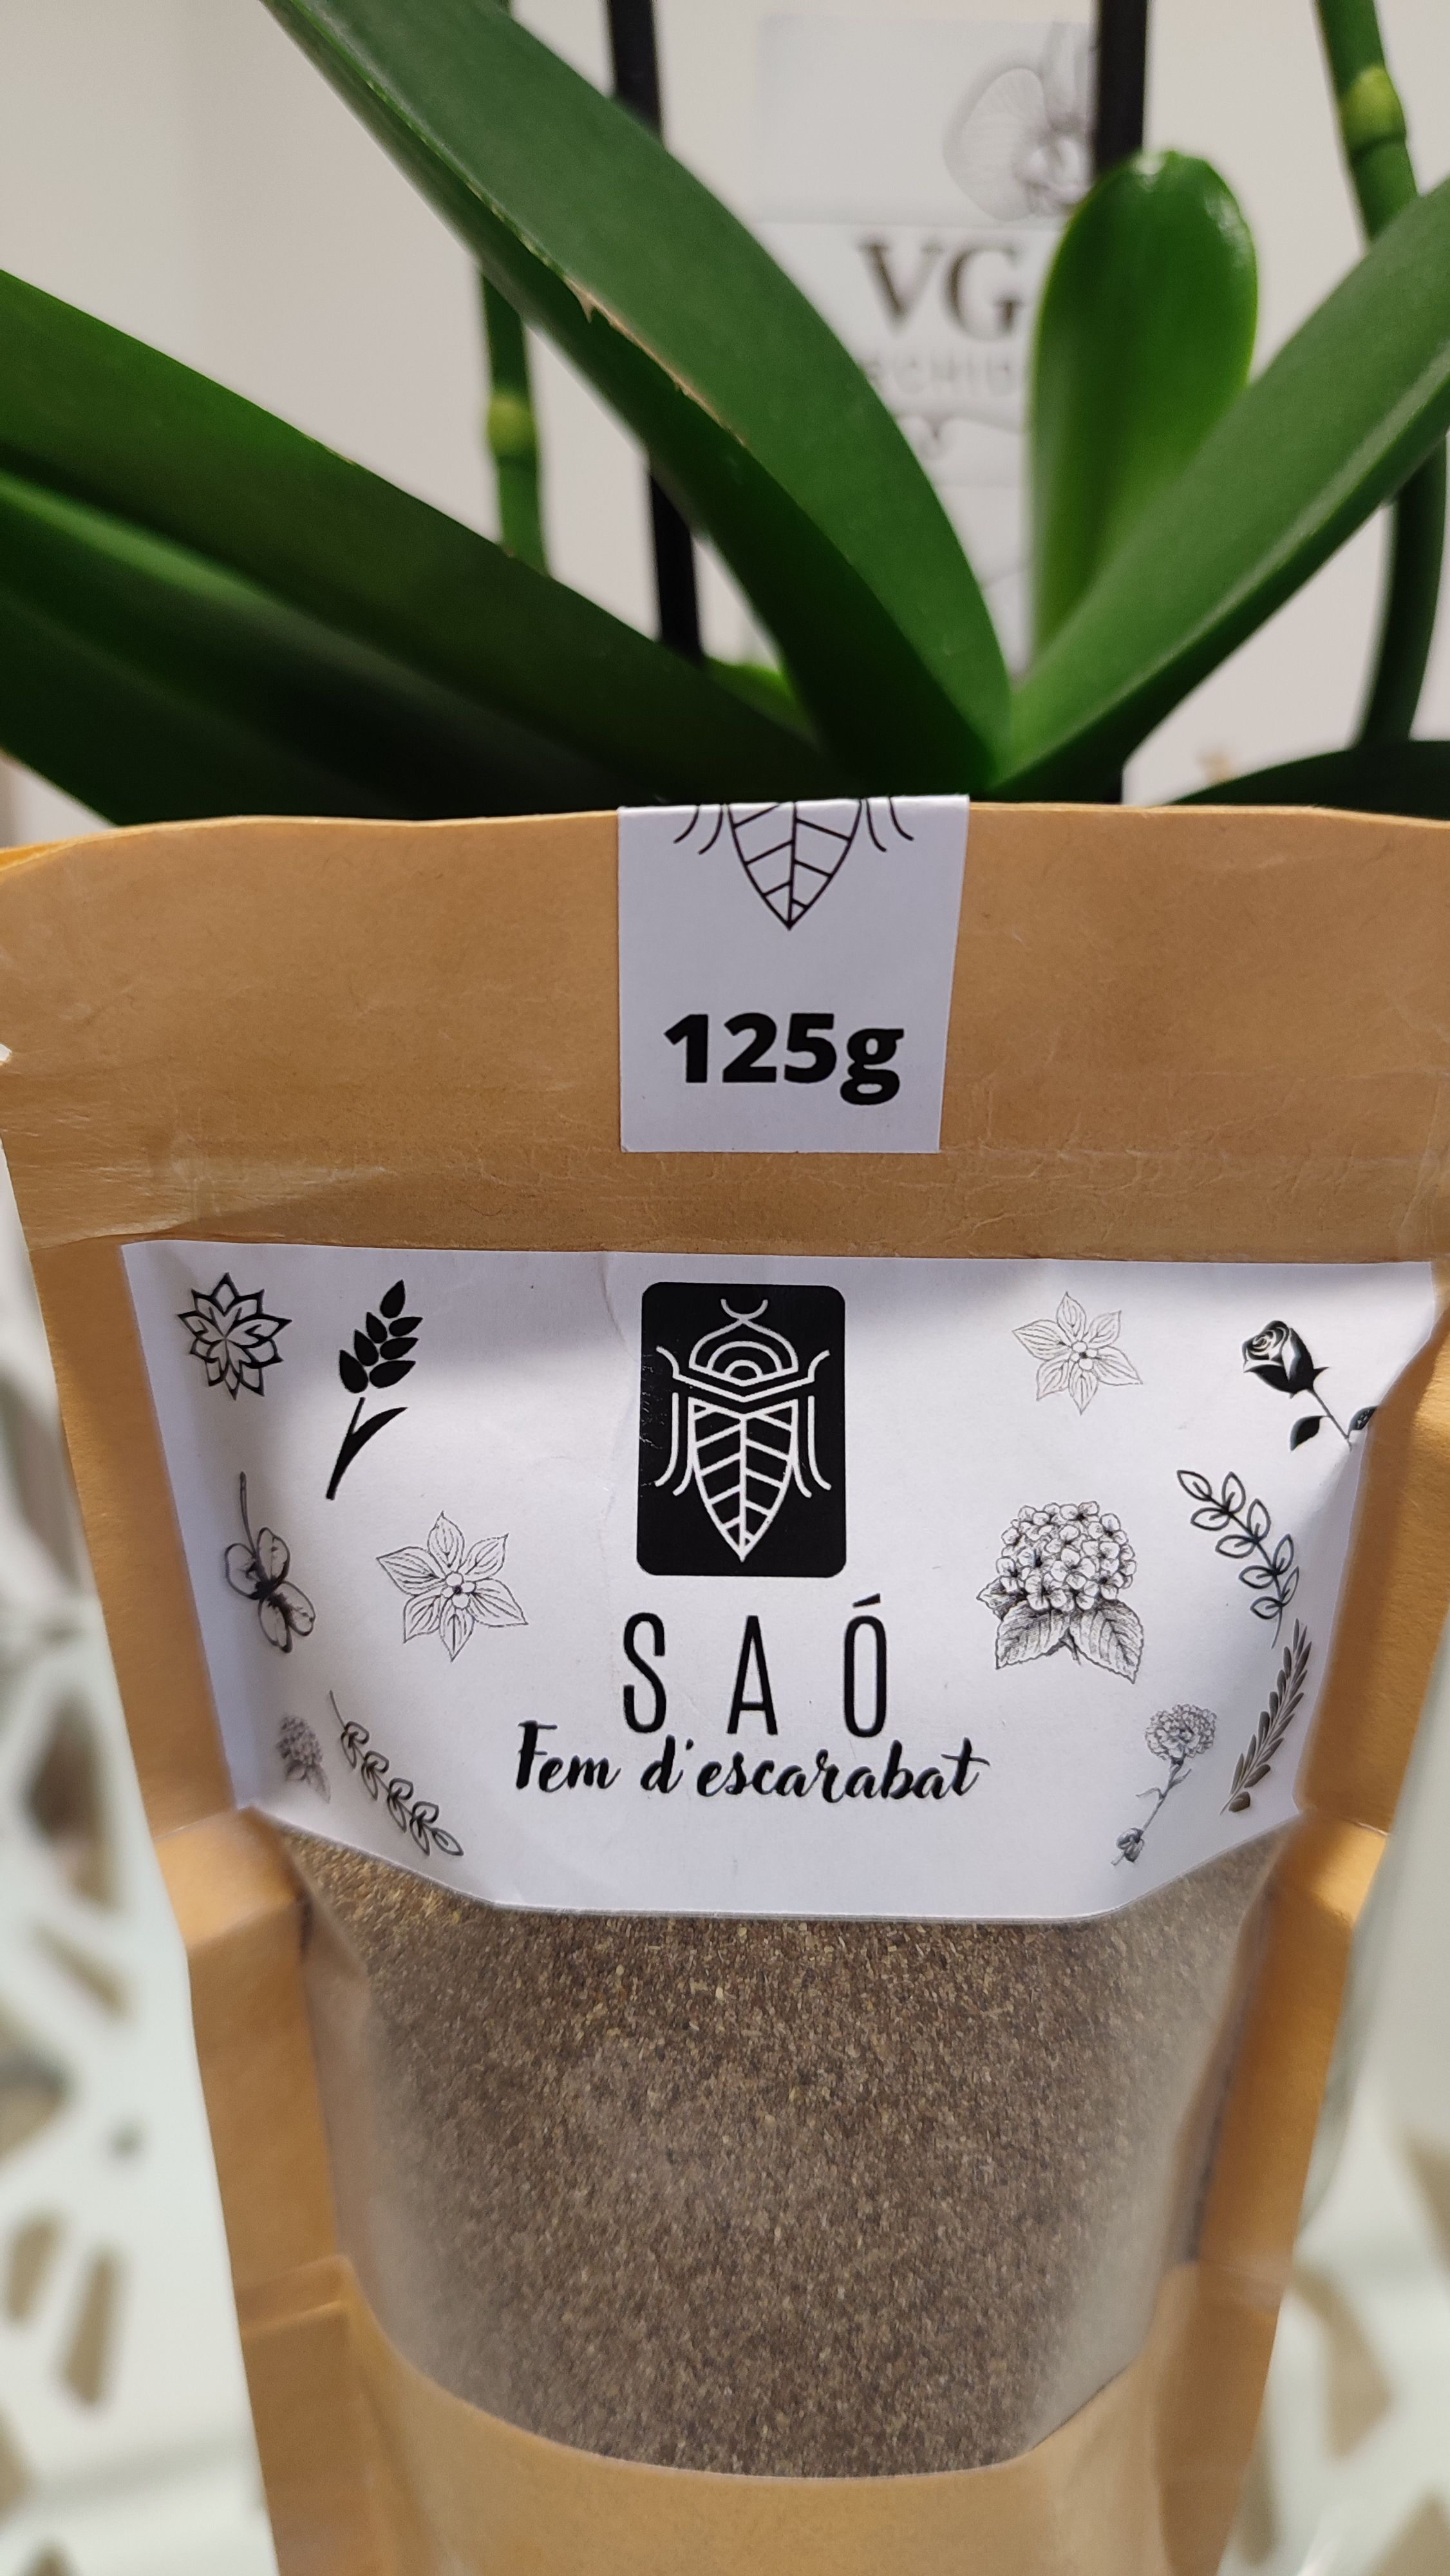 VG
125g
SAÓ
Fem d'escarabat